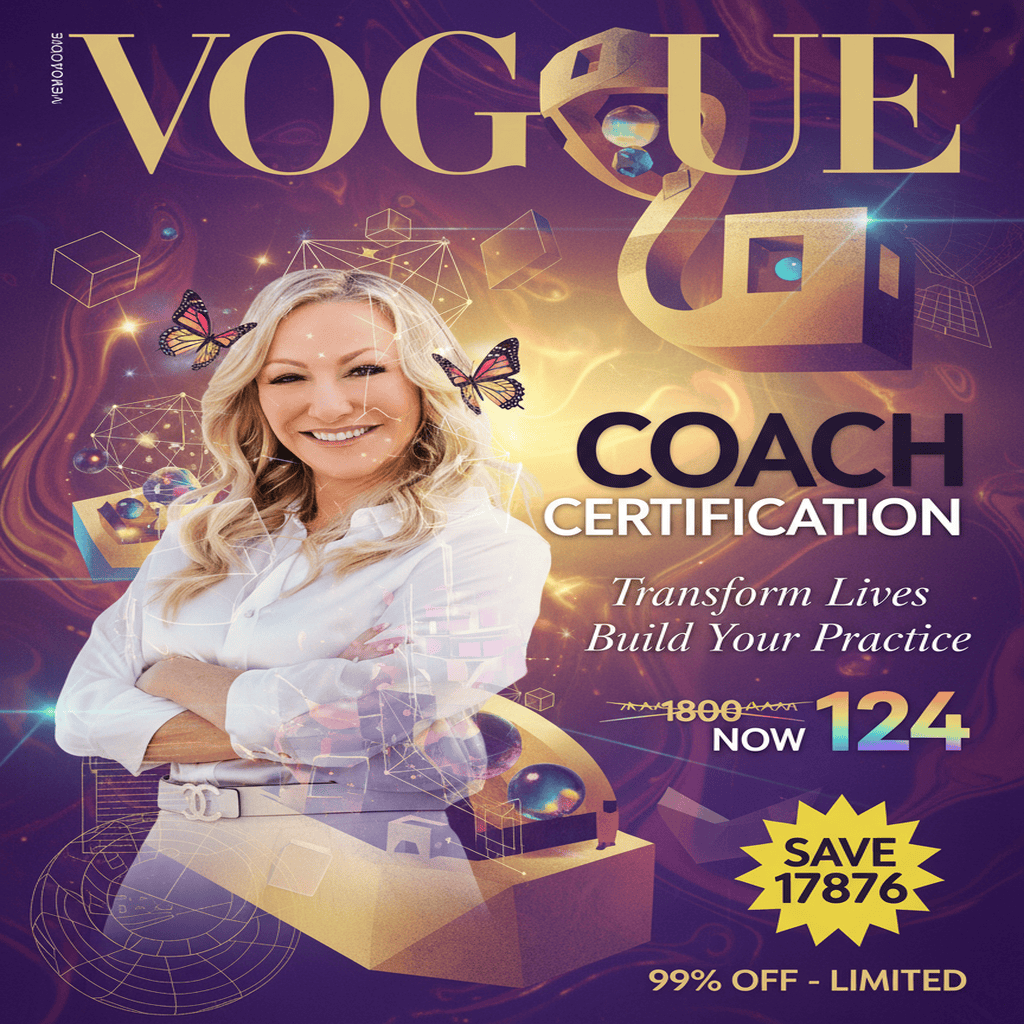 VOGUE
COACH
CERTIFICATION
Transform Lives
Build Your Practice
1800
NOW 124
SAVE
17876
99% OFF - LIMITED